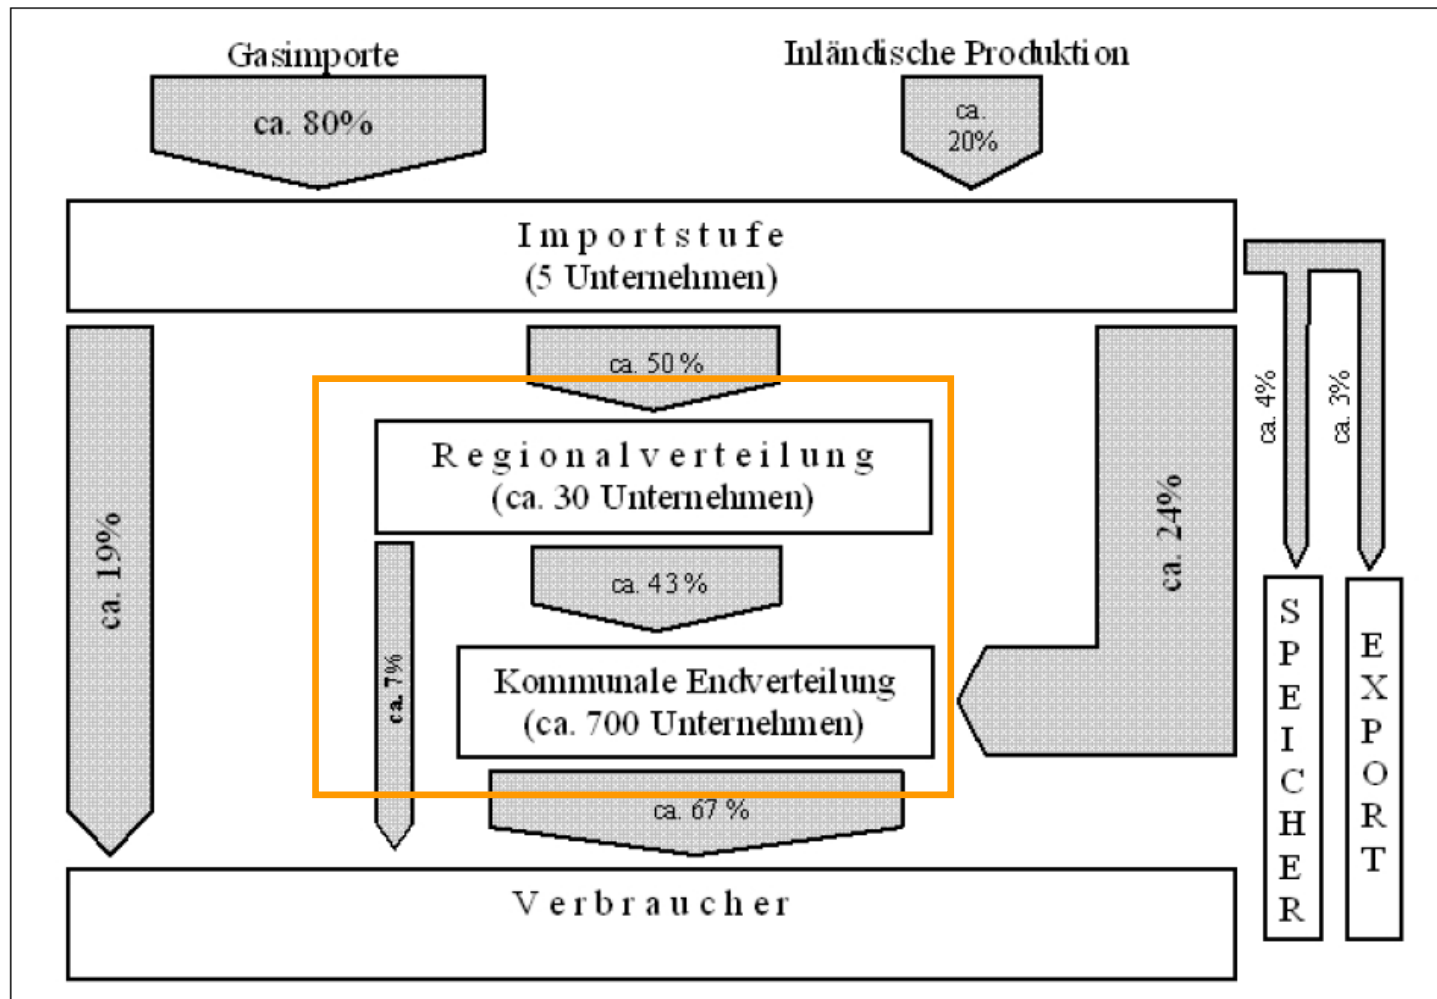 Gasimporte
Inländische Produktion
ca. 80%
ca.
20%
Importstufe
(5 Unternehmen)
ca. 50%
ca. 4%
ca. 3%
Regionalverteilung
(ca. 30 Unternehmen)
ca. 19%
ca. 24%
ca. 43%
ca. 7%
Kommunale Endverteilung
(ca. 700 Unternehmen)
SPEICHER
EXPORT
ca. 67 %
Verbraucher